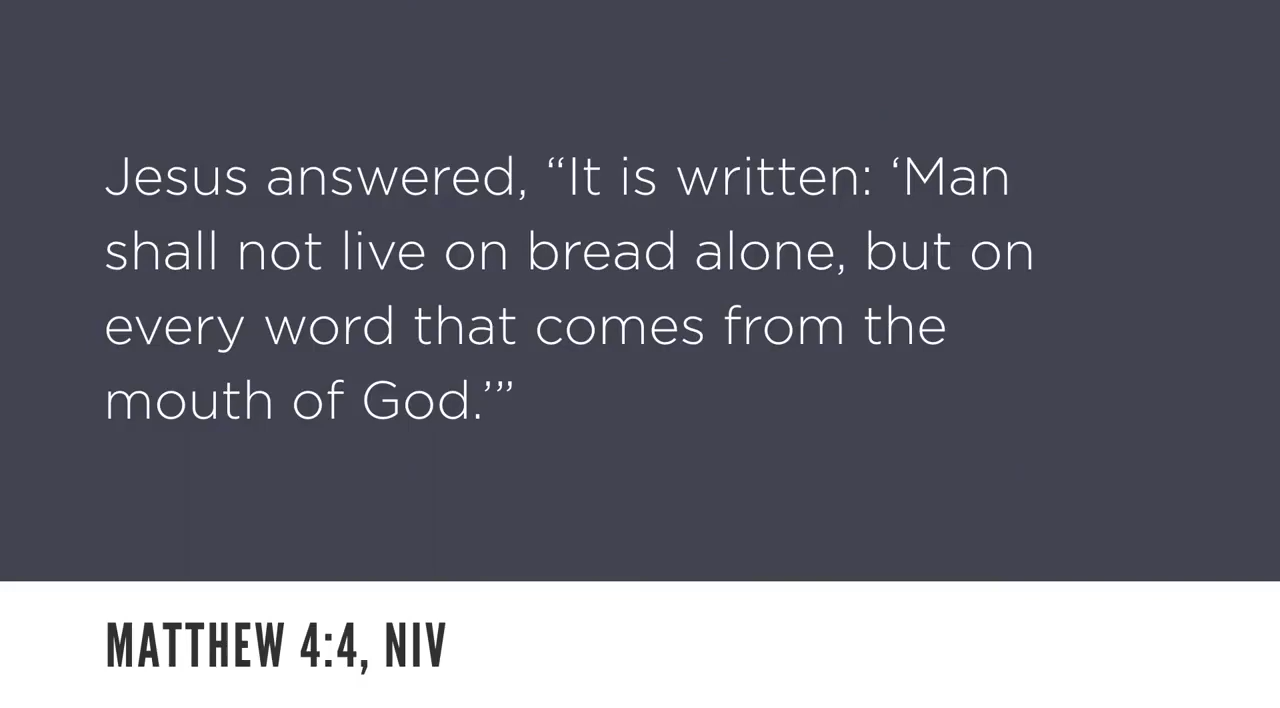 Jesus answered, “It is written: ‘Man
shall not live on bread alone, but on
every word that comes from the
mouth of God.’”
MATTHEW 4:4, NIV